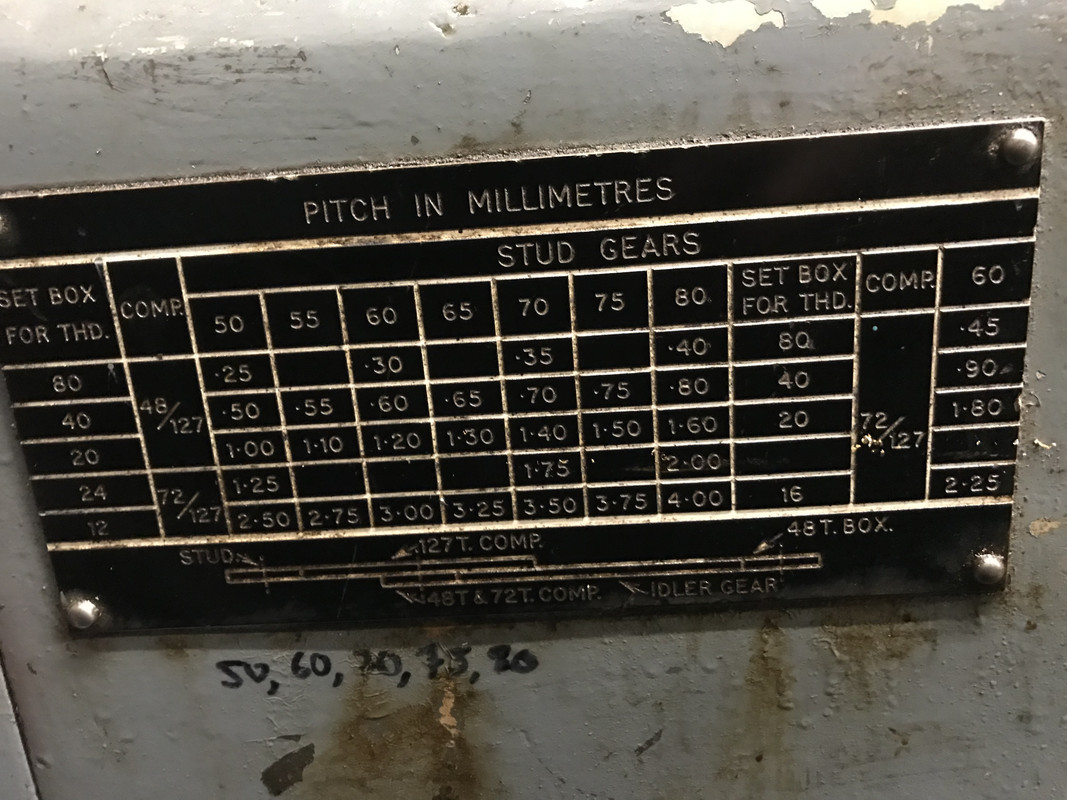 PITCH IN MILLIMETRES
STUD GEARS
SET BOX FOR THD. COMP. 50 55 60 65 70 75 80 SET BOX FOR THD. COMP. 60
80 48/127 ·25 ·30 ·35 ·40 80 72/127 ·45
40 ·50 ·55 ·60 ·65 ·70 ·75 ·80 40 ·90
20 1·00 1·10 1·20 1·30 1·40 1·50 1·60 20 1·80
24 72/127 1·25 1·75 2·00
12 2·50 2·75 3·00 3·25 3·50 3·75 4·00 16 2·25
STUD. 127T. COMP. 48T. BOX.
48T & 72T. COMP. IDLER GEAR
50, 60, 75, 80